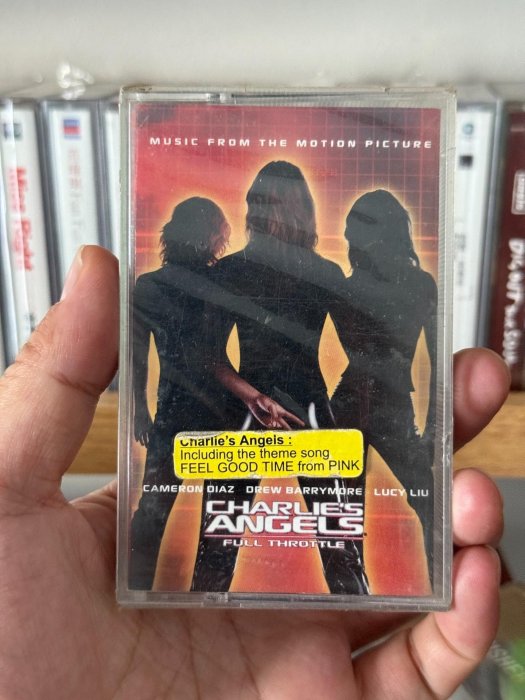 MUSIC FROM THE MOTION PICTURE
Charlie's Angels :
Including the theme song
FEEL GOOD TIME from PINK
CAMERON DIAZ DREW BARRYMORE LUCY LIU
CHARLIE'S
ANGELS
FULL THROTTLE